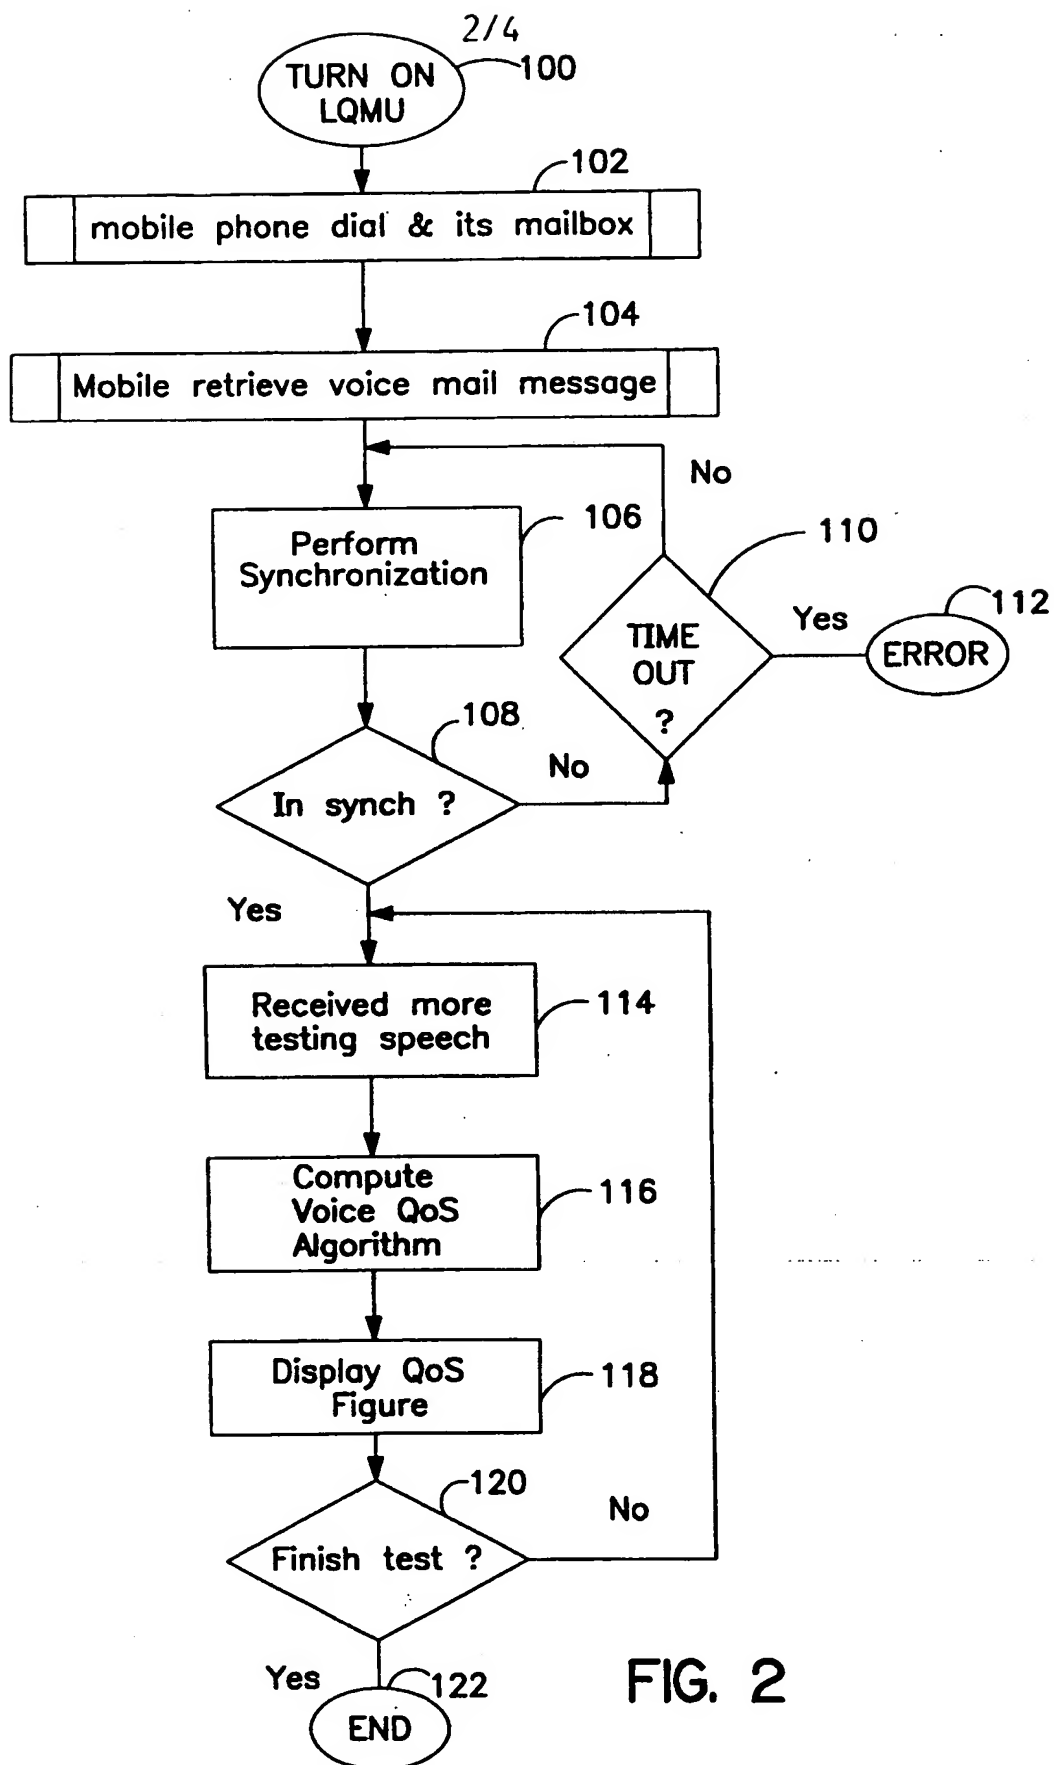 2/4
TURN ON
LQMU
100
102
mobile phone dial & its mailbox
104
Mobile retrieve voice mail message
No
106
Perform
Synchronization
110
TIME
OUT
?
Yes
112
ERROR
108
In synch ?
No
Yes
Received more
testing speech
114
Compute
Voice QoS
Algorithm
116
Display QoS
Figure
118
120
Finish test ?
No
Yes
122
END
FIG. 2